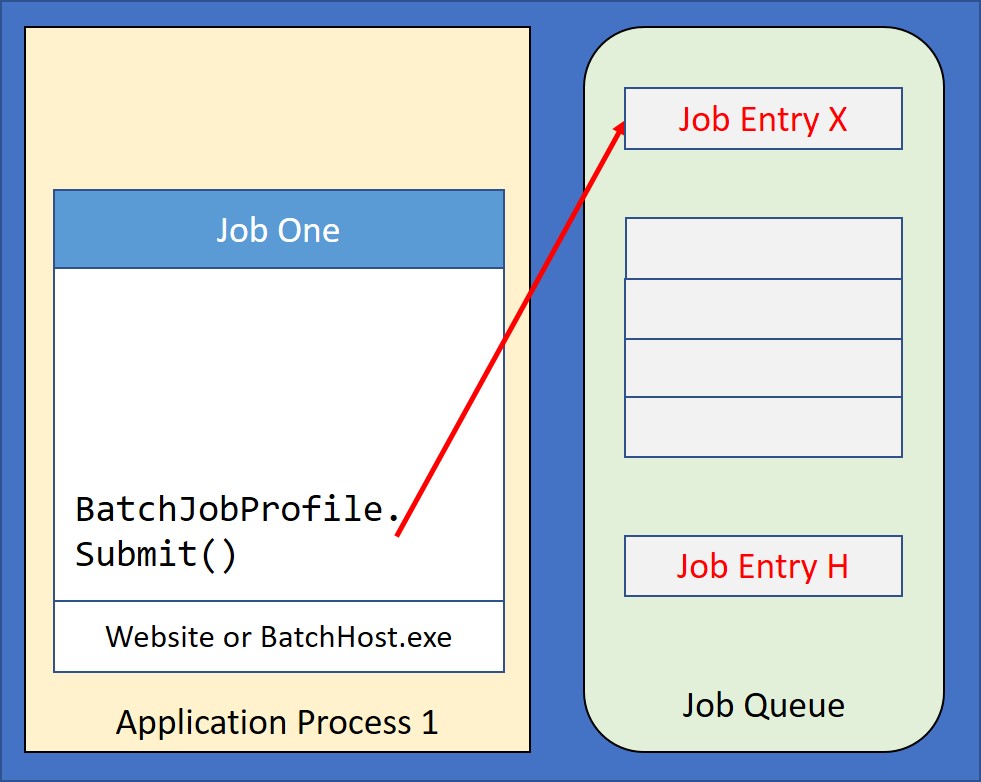 Job One
BatchJobProfile.
Submit()
Website or BatchHost.exe
Application Process 1
Job Entry X
Job Entry H
Job Queue